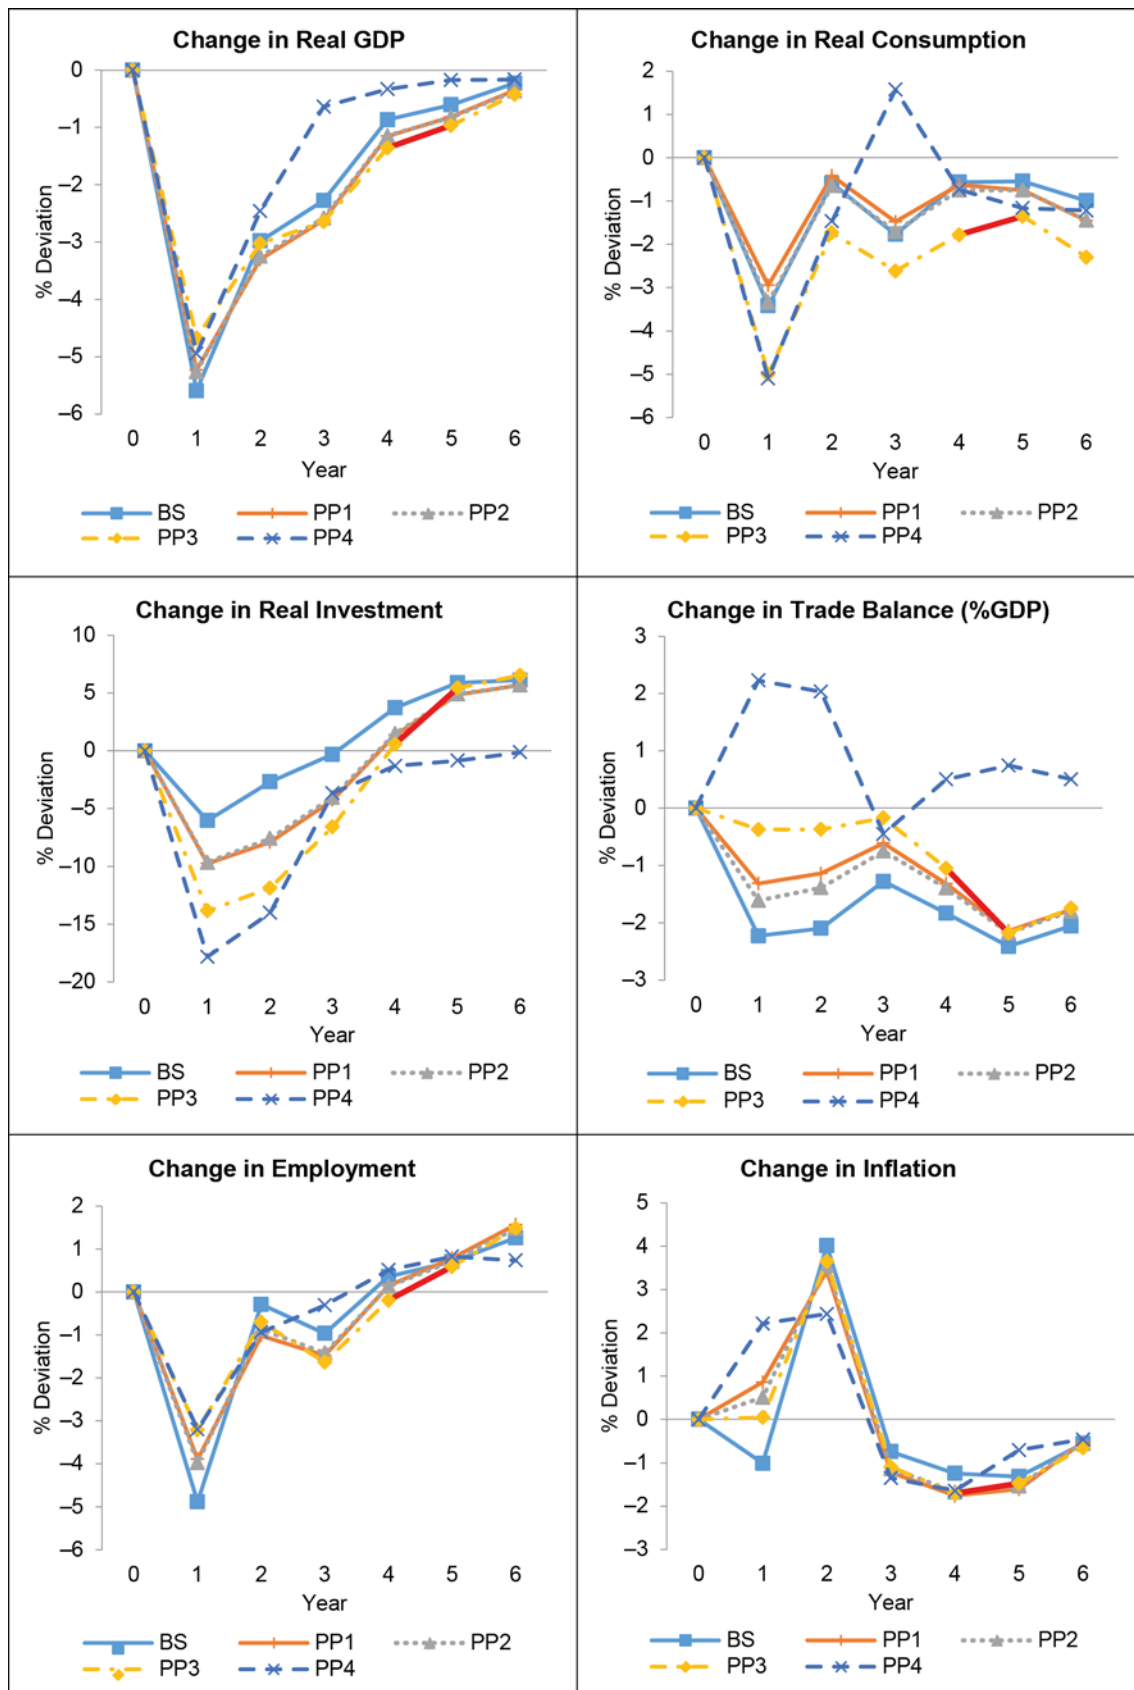 Change in Real GDP
% Deviation
0
–1
–2
–3
–4
–5
–6
0 1 2 3 4 5 6
Year
BS PP1 PP2
PP3 PP4
Change in Real Consumption
% Deviation
2
1
0
–1
–2
–3
–4
–5
–6
0 1 2 3 4 5 6
Year
BS PP1 PP2
PP3 PP4
Change in Real Investment
% Deviation
10
5
0
–5
–10
–15
–20
0 1 2 3 4 5 6
Year
BS PP1 PP2
PP3 PP4
Change in Trade Balance (%GDP)
% Deviation
3
2
1
0
–1
–2
–3
0 1 2 3 4 5 6
Year
BS PP1 PP2
PP3 PP4
Change in Employment
% Deviation
2
1
0
–1
–2
–3
–4
–5
–6
0 1 2 3 4 5 6
Year
BS PP1 PP2
PP3 PP4
Change in Inflation
% Deviation
5
4
3
2
1
0
–1
–2
–3
0 1 2 3 4 5 6
Year
BS PP1 PP2
PP3 PP4